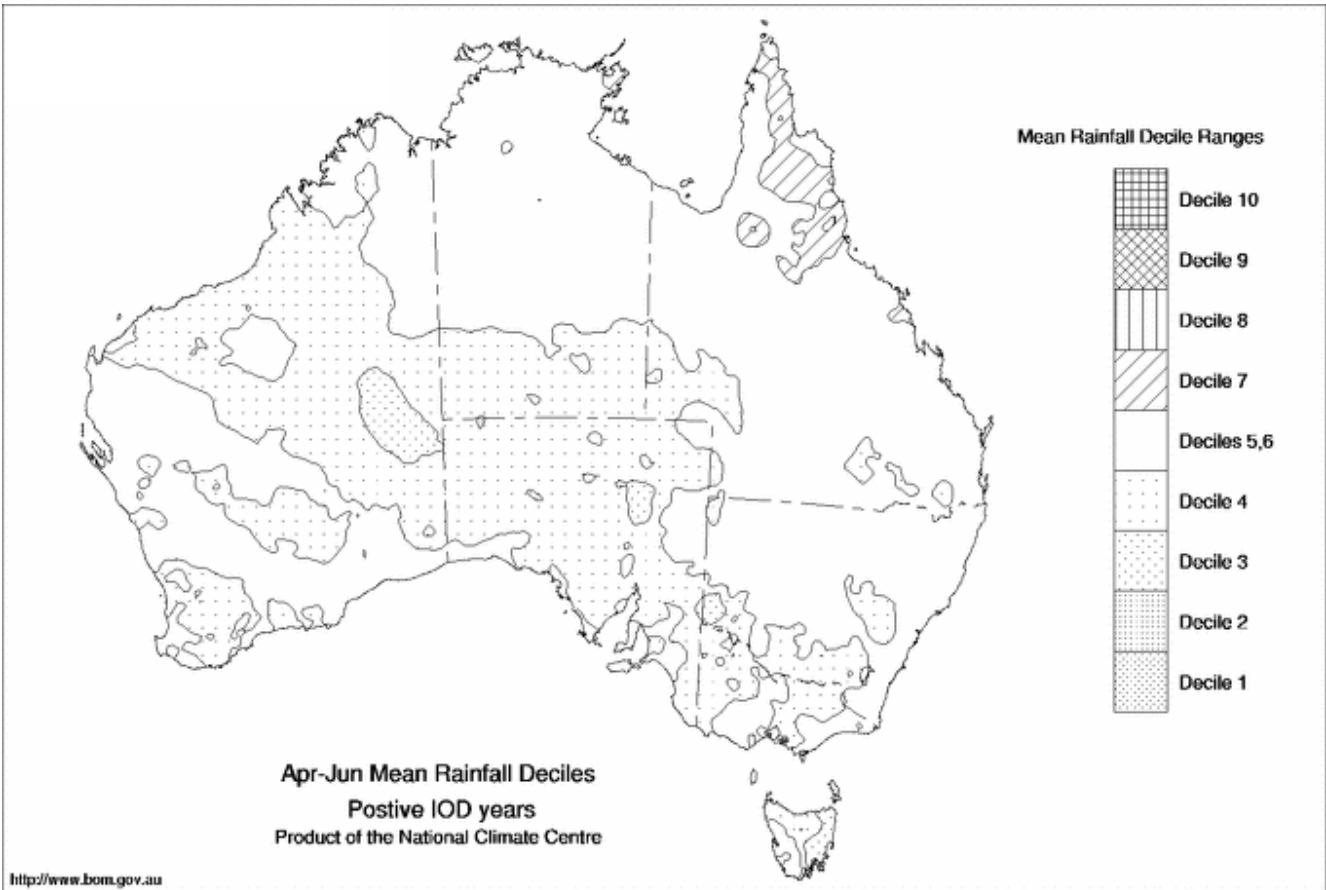 Mean Rainfall Decile Ranges
Decile 10
Decile 9
Decile 8
Decile 7
Deciles 5,6
Decile 4
Decile 3
Decile 2
Decile 1
Apr-Jun Mean Rainfall Deciles
Postive IOD years
Product of the National Climate Centre
http://www.bom.gov.au